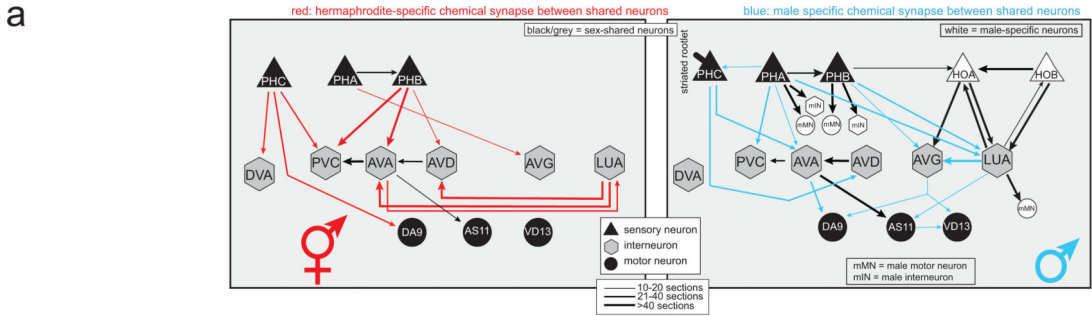 a
red: hermaphrodite-specific chemical synapse between shared neurons
blue: male specific chemical synapse between shared neurons
black/grey = sex-shared neurons
white = male-specific neurons
PHC
PHA
PHB
DVA
PVC
AVA
AVD
AVG
LUA
DA9
AS11
VD13
striated rootlet
PHC
PHA
PHB
HOA
HOB
mIN
mMN
mMN
mIN
DVA
PVC
AVA
AVD
AVG
LUA
mMN
DA9
AS11
VD13
sensory neuron
interneuron
motor neuron
mMN = male motor neuron
mIN = male interneuron
10-20 sections
21-40 sections
>40 sections